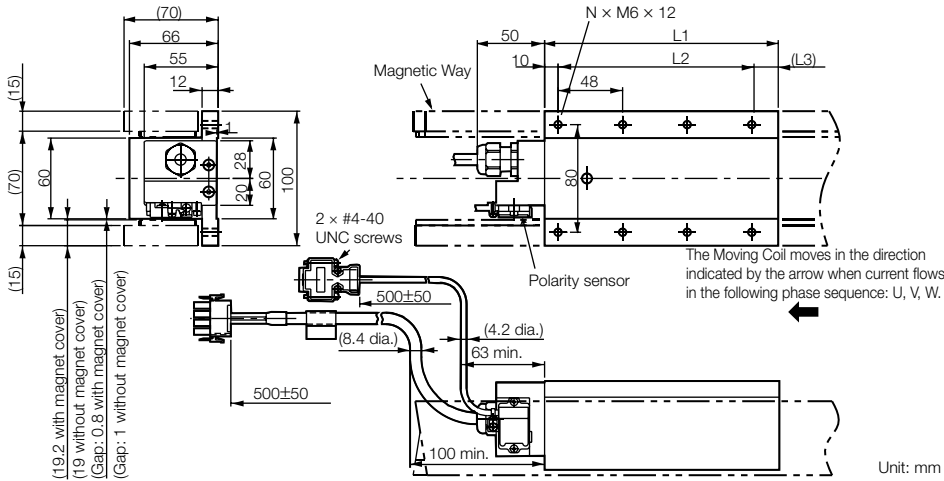 (70)
66
55
12
(15)
(70)
60
(15)
1
28
20
60
100
N × M6 × 12
50
L1
10
L2
(L3)
48
Magnetic Way
80
2 × #4-40
UNC screws
Polarity sensor
The Moving Coil moves in the direction
indicated by the arrow when current flows
in the following phase sequence: U, V, W.
500±50
(8.4 dia.)
(4.2 dia.)
63 min.
500±50
100 min.
(19.2 with magnet cover)
(19 without magnet cover)
(Gap: 0.8 with magnet cover)
(Gap: 1 without magnet cover)
Unit: mm